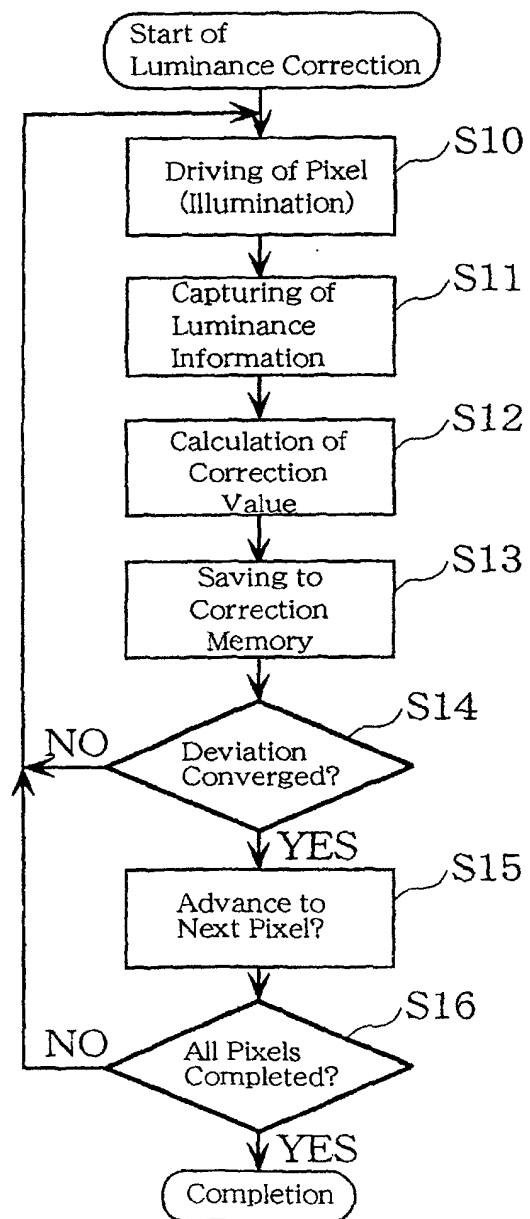 Start of
Luminance Correction
S10
Driving of Pixel
(Illumination)
S11
Capturing of
Luminance
Information
S12
Calculation of
Correction
Value
S13
Saving to
Correction
Memory
S14
NO
Deviation
Converged?
YES
S15
Advance to
Next Pixel?
S16
NO
All Pixels
Completed?
YES
Completion